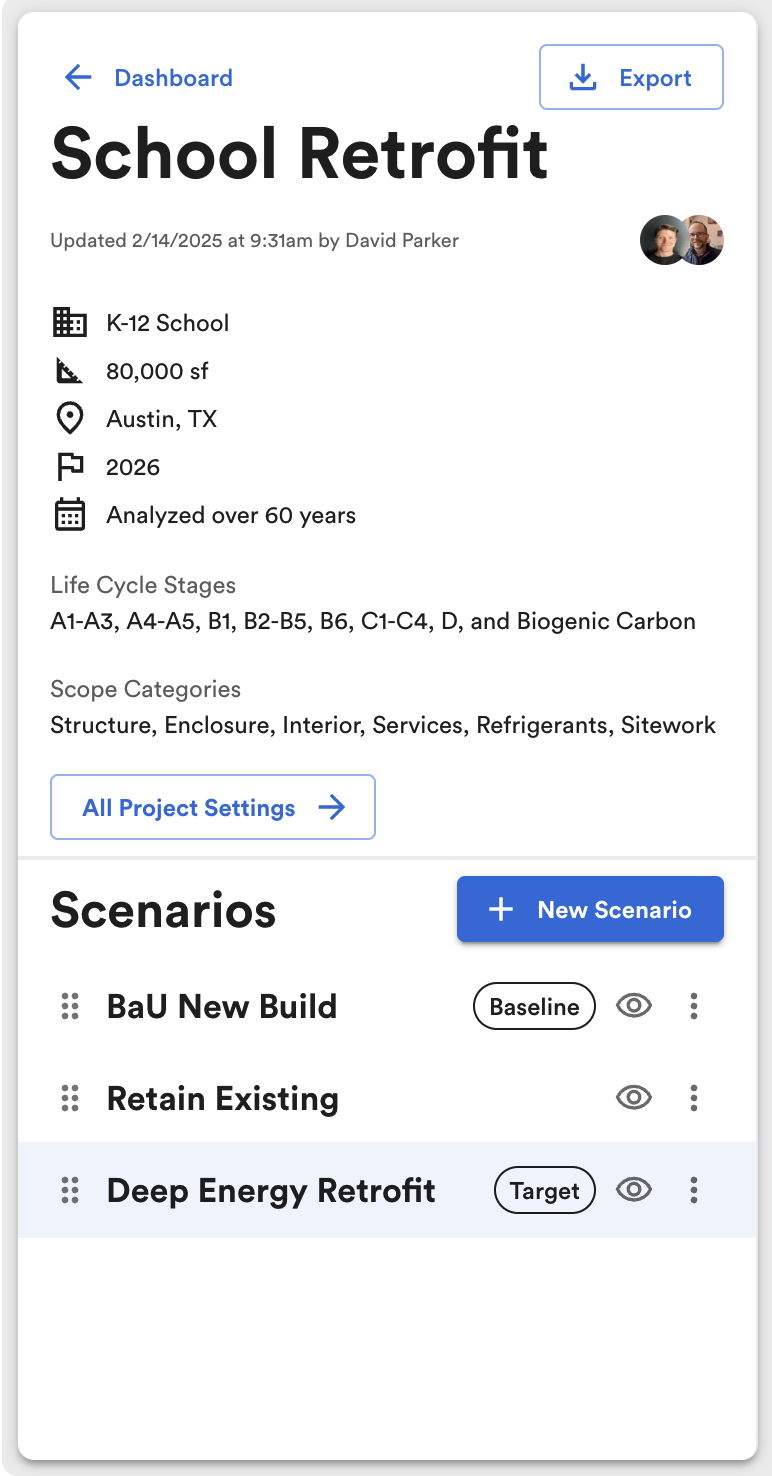 Dashboard
Export
School Retrofit
Updated 2/14/2025 at 9:31am by David Parker
K-12 School
80,000 sf
Austin, TX
2026
Analyzed over 60 years
Life Cycle Stages
A1-A3, A4-A5, B1, B2-B5, B6, C1-C4, D, and Biogenic Carbon
Scope Categories
Structure, Enclosure, Interior, Services, Refrigerants, Sitework
All Project Settings
Scenarios
New Scenario
BaU New Build Baseline
Retain Existing
Deep Energy Retrofit Target